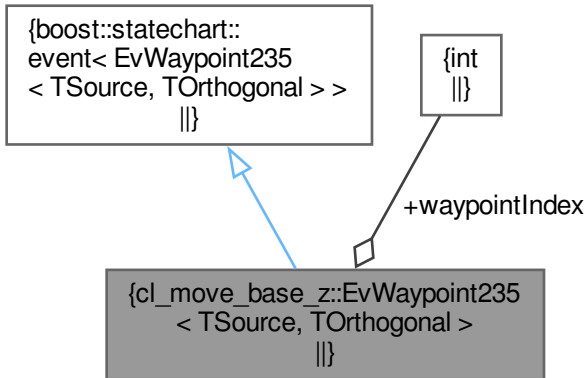 {boost::statechart::
event< EvWaypoint235
< TSource, TOrthogonal > >
||}
{int
||}
+waypointIndex
{cl_move_base_z::EvWaypoint235
< TSource, TOrthogonal >
||}